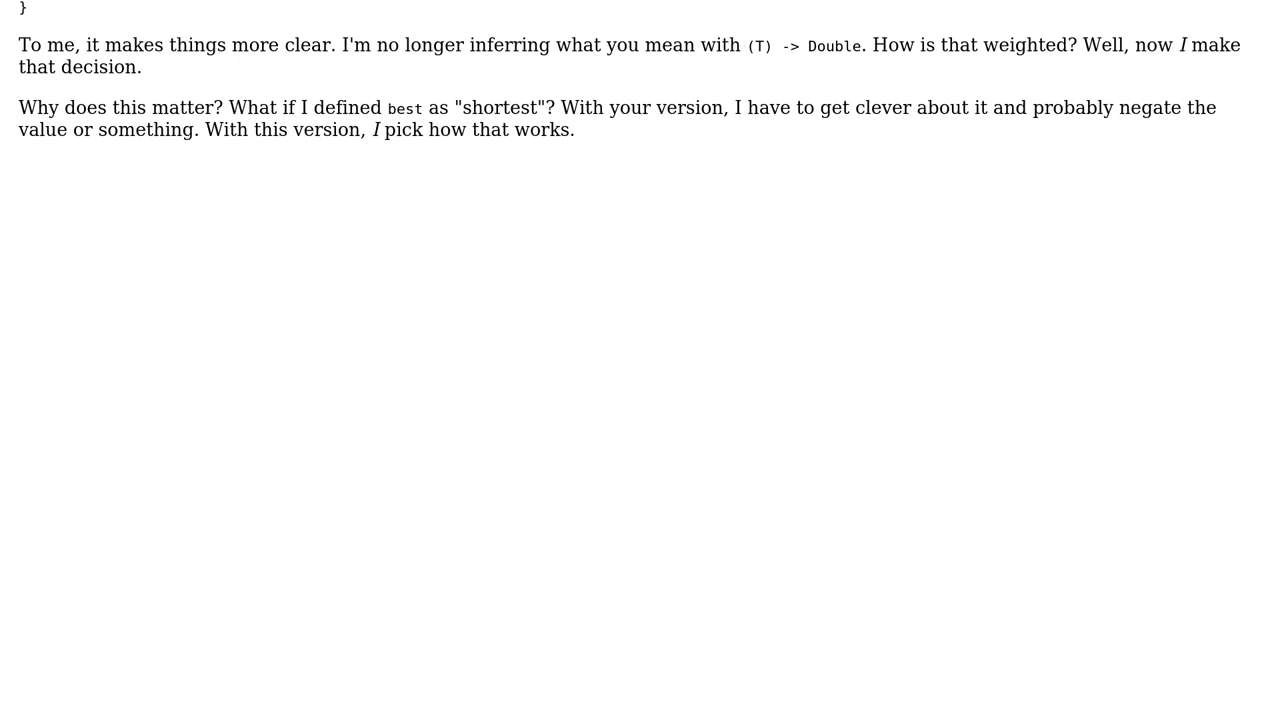 }
To me, it makes things more clear. I'm no longer inferring what you mean with (T) -> Double. How is that weighted? Well, now I make
that decision.
Why does this matter? What if I defined best as "shortest"? With your version, I have to get clever about it and probably negate the
value or something. With this version, I pick how that works.